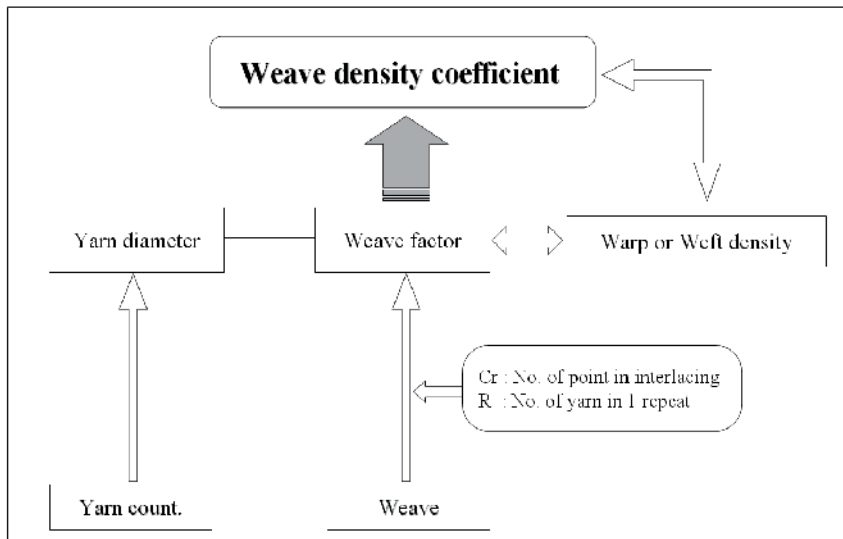 Weave density coefficient
Yarn diameter
Weave factor
Warp or Weft density
Cr : No. of point in interlacing
R : No. of yarn in 1 repeat
Yarn count.
Weave